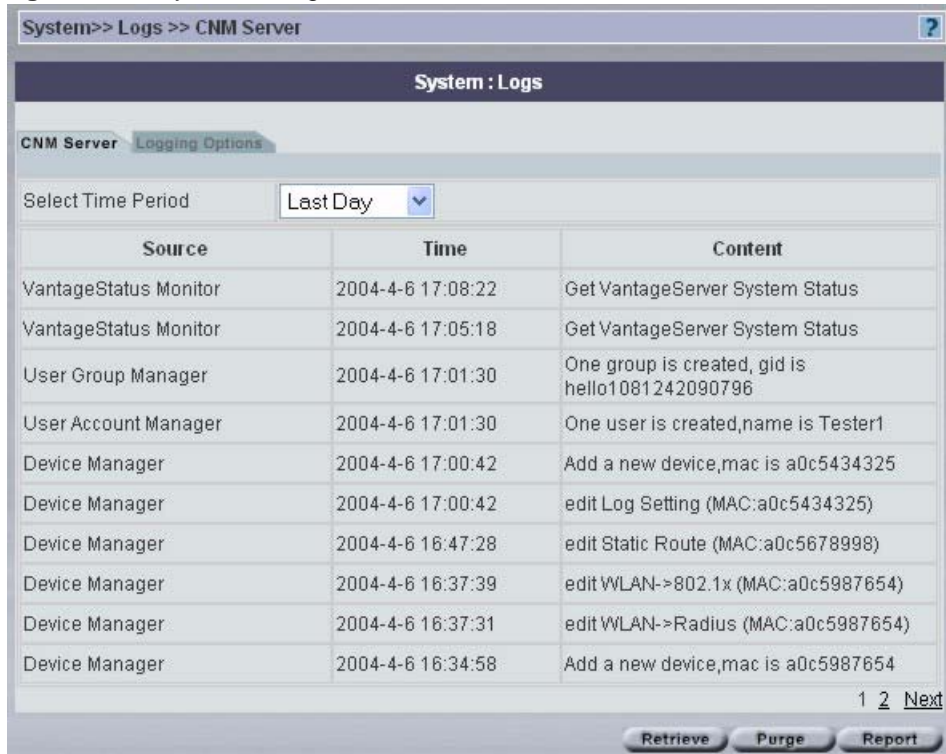 System>> Logs >> CNM Server
?
System : Logs
CNM Server Logging Options
Select Time Period Last Day
Source Time Content
VantageStatus Monitor 2004-4-6 17:08:22 Get VantageServer System Status
VantageStatus Monitor 2004-4-6 17:05:18 Get VantageServer System Status
User Group Manager 2004-4-6 17:01:30 One group is created, gid is
hello1081242090796
User Account Manager 2004-4-6 17:01:30 One user is created,name is Tester1
Device Manager 2004-4-6 17:00:42 Add a new device,mac is a0c5434325
Device Manager 2004-4-6 17:00:42 edit Log Setting (MAC:a0c5434325)
Device Manager 2004-4-6 16:47:28 edit Static Route (MAC:a0c5678998)
Device Manager 2004-4-6 16:37:39 edit WLAN->802.1x (MAC:a0c5987654)
Device Manager 2004-4-6 16:37:31 edit WLAN->Radius (MAC:a0c5987654)
Device Manager 2004-4-6 16:34:58 Add a new device,mac is a0c5987654
1 2 Next
Retrieve Purge Report